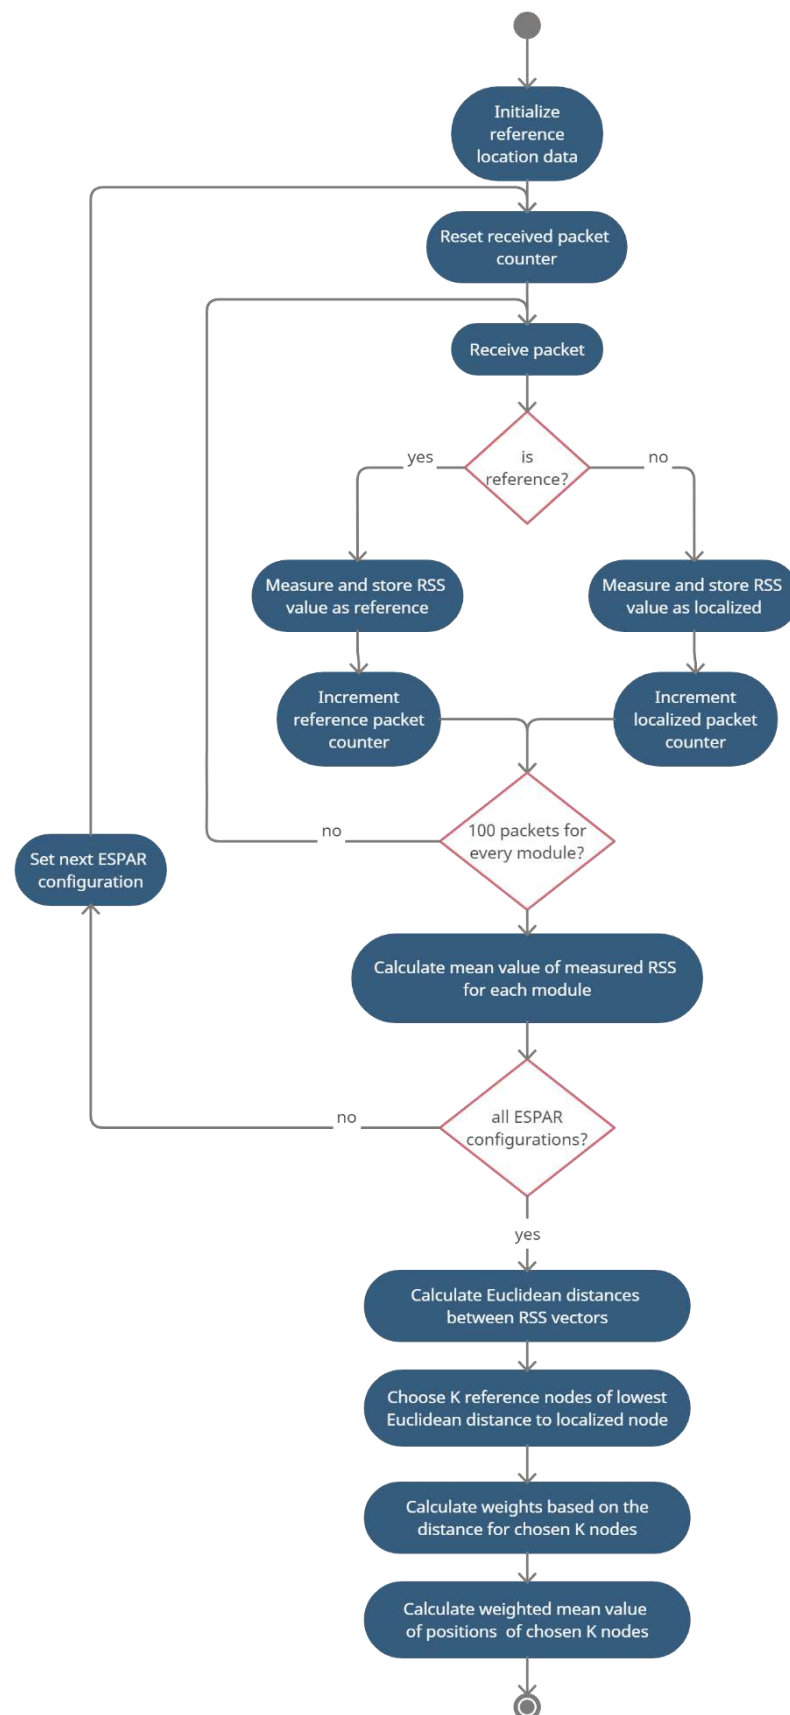 Initialize
reference
location data
Reset received packet
counter
Receive packet
is
reference?
yes
no
Measure and store RSS
value as reference
Measure and store RSS
value as localized
Increment
reference packet
counter
Increment
localized packet
counter
100 packets for
every module?
no
Set next ESPAR
configuration
Calculate mean value of measured RSS
for each module
all ESPAR
configurations?
no
yes
Calculate Euclidean distances
between RSS vectors
Choose K reference nodes of lowest
Euclidean distance to localized node
Calculate weights based on the
distance for chosen K nodes
Calculate weighted mean value
of positions of chosen K nodes